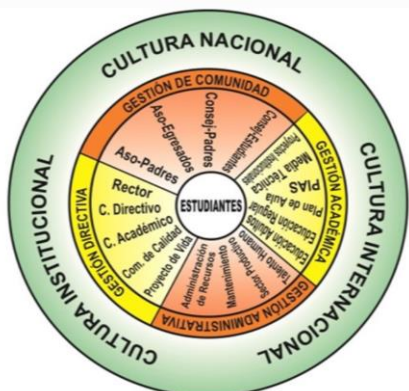 CULTURA NACIONAL
CULTURA INTERNACIONAL
CULTURA INSTITUCIONAL
GESTIÓN DE COMUNIDAD
Aso-Padres
Aso-Egresados
Consej-Padres
Consej-Estudiantes
GESTIÓN ACADÉMICA
Proyectos Institucionales
Media Técnica
PIAS
Plan de Aula
Educación Regular
Educación Adultos
GESTIÓN ADMINISTRATIVA
Talento Humano
Sector Productivo
Mantenimiento
Administración
de Recursos
GESTIÓN DIRECTIVA
Rector
C. Directivo
C. Académico
Com. de Calidad
Proyecto de Vida
ESTUDIANTES